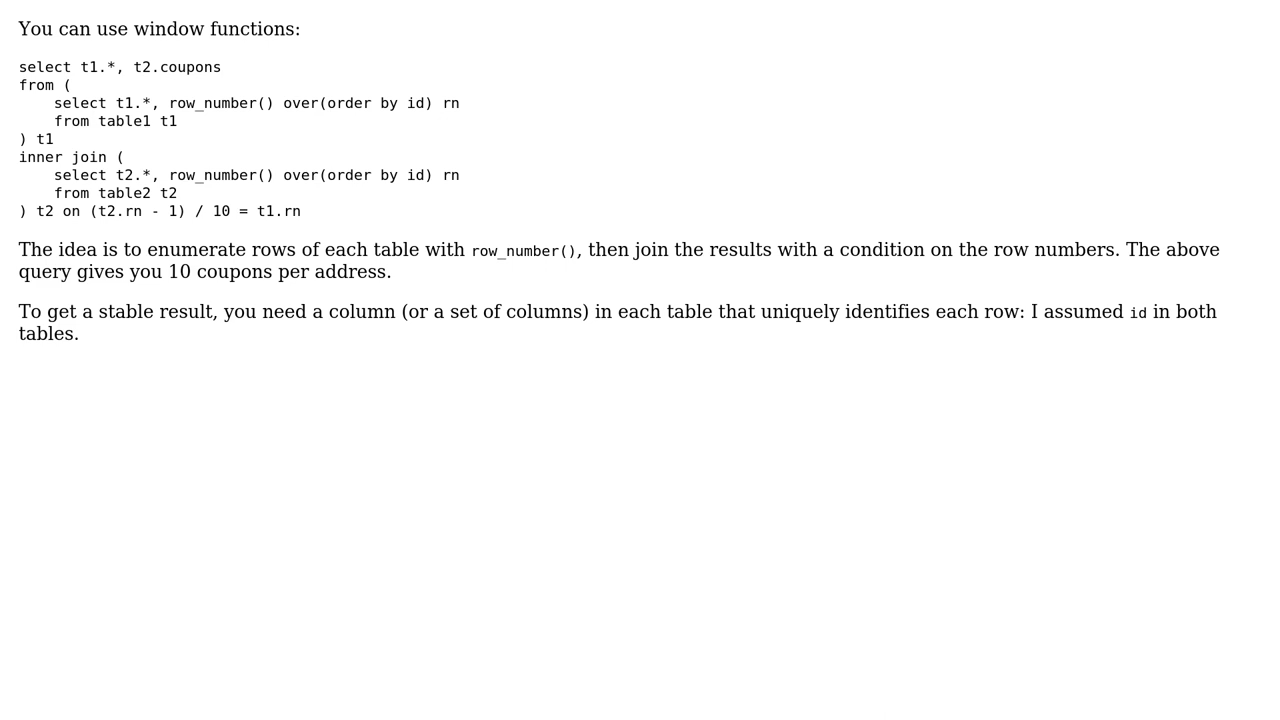 You can use window functions:
select t1.*, t2.coupons
from (
    select t1.*, row_number() over(order by id) rn
    from table1 t1
) t1
inner join (
    select t2.*, row_number() over(order by id) rn
    from table2 t2
) t2 on (t2.rn - 1) / 10 = t1.rn
The idea is to enumerate rows of each table with row_number(), then join the results with a condition on the row numbers. The above
query gives you 10 coupons per address.
To get a stable result, you need a column (or a set of columns) in each table that uniquely identifies each row: I assumed id in both
tables.